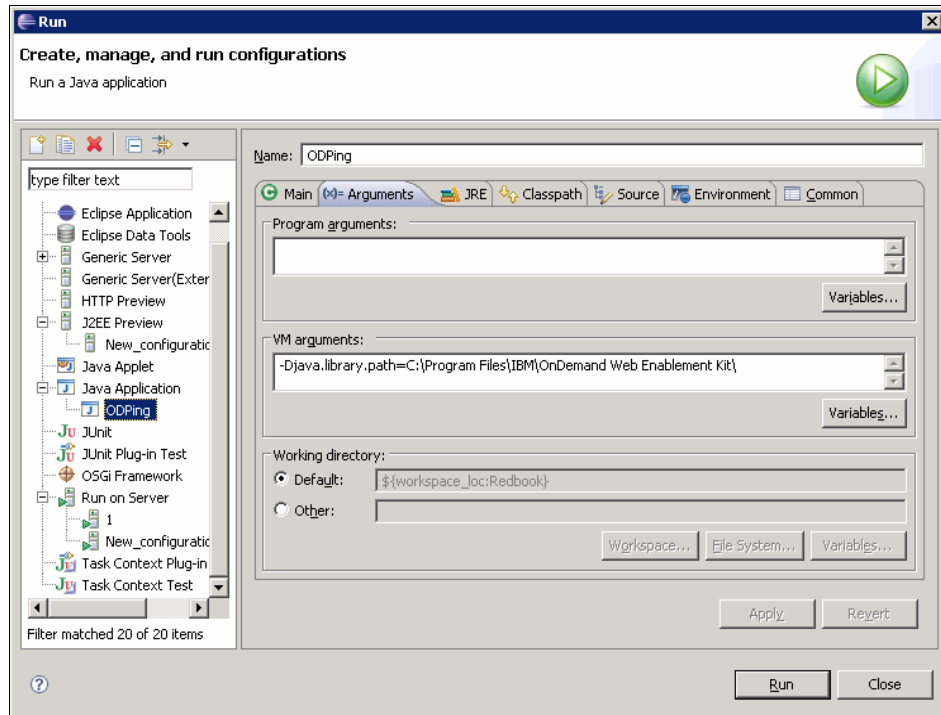 Run
Create, manage, and run configurations
Run a Java application
type filter text
Eclipse Application
Eclipse Data Tools
Generic Server
Generic Server(Exter
HTTP Preview
J2EE Preview
New_configuratic
Java Applet
Java Application
ODPing
JUnit
JUnit Plug-in Test
OSGi Framework
Run on Server
1
New_configuratic
Task Context Plug-in
Task Context Test
Filter matched 20 of 20 items
Name: ODPing
Main (x)= Arguments JRE Classpath Source Environment Common
Program arguments:
Variables...
VM arguments:
-Djava.library.path=C:\Program Files\IBM\OnDemand Web Enablement Kit\
Variables...
Working directory:
Default: ${workspace_loc:Redbook}
Other:
Workspace... File System... Variables...
Apply Revert
Run Close